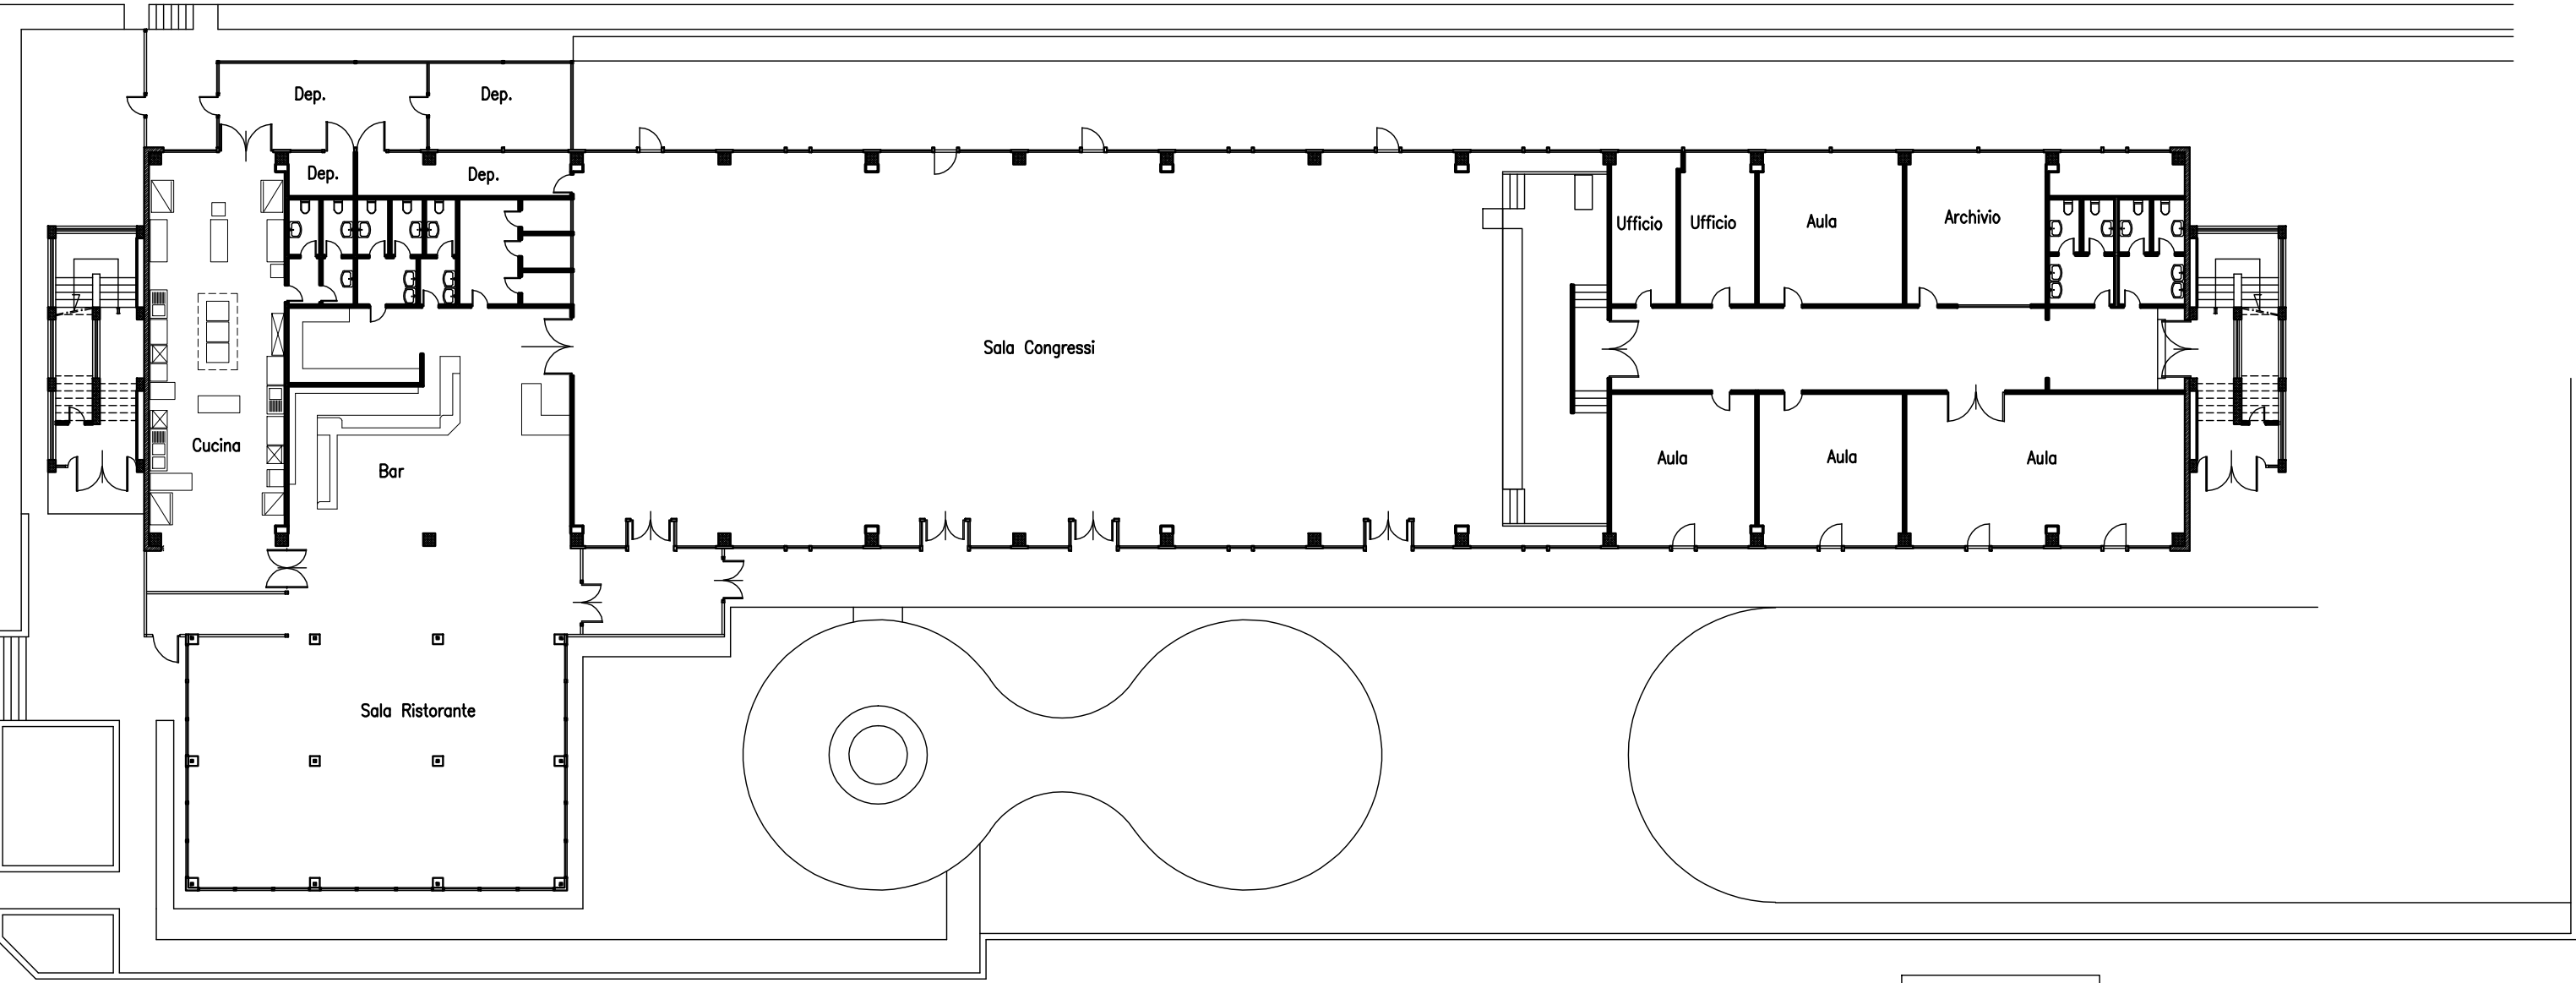 Dep.
Dep.
Dep.
Dep.
Ufficio
Ufficio
Aula
Archivio
Sala Congressi
Cucina
Bar
Aula
Aula
Aula
Sala Ristorante